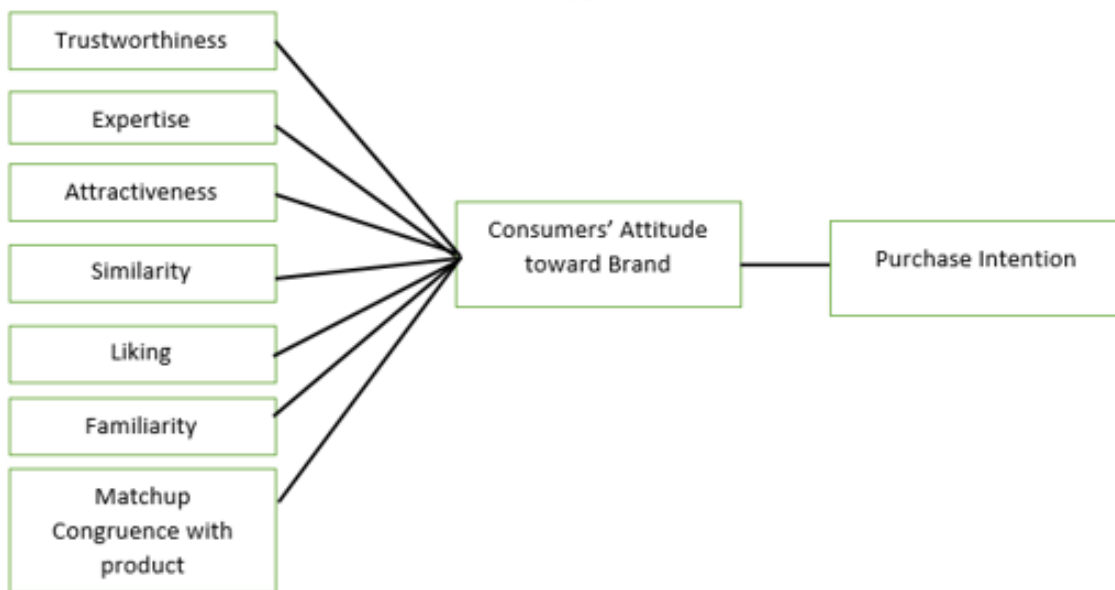 Trustworthiness
Expertise
Attractiveness
Similarity
Liking
Familiarity
Matchup
Congruence with
product
Consumers’ Attitude
toward Brand
Purchase Intention